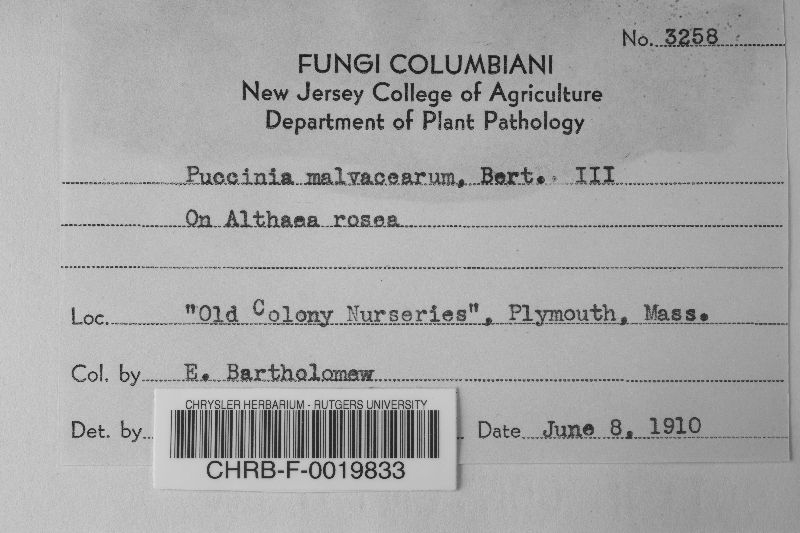 No. 3258
FUNGI COLUMBIANI
New Jersey College of Agriculture
Department of Plant Pathology
Puccinia malvacearum, Bert. III
On Althaea rosea
Loc. "Old Colony Nurseries", Plymouth, Mass.
Col. by E. Bartholomew
Det. by Date June 8, 1910
CHRYSLER HERBARIUM - RUTGERS UNIVERSITY
CHRB-F-0019833